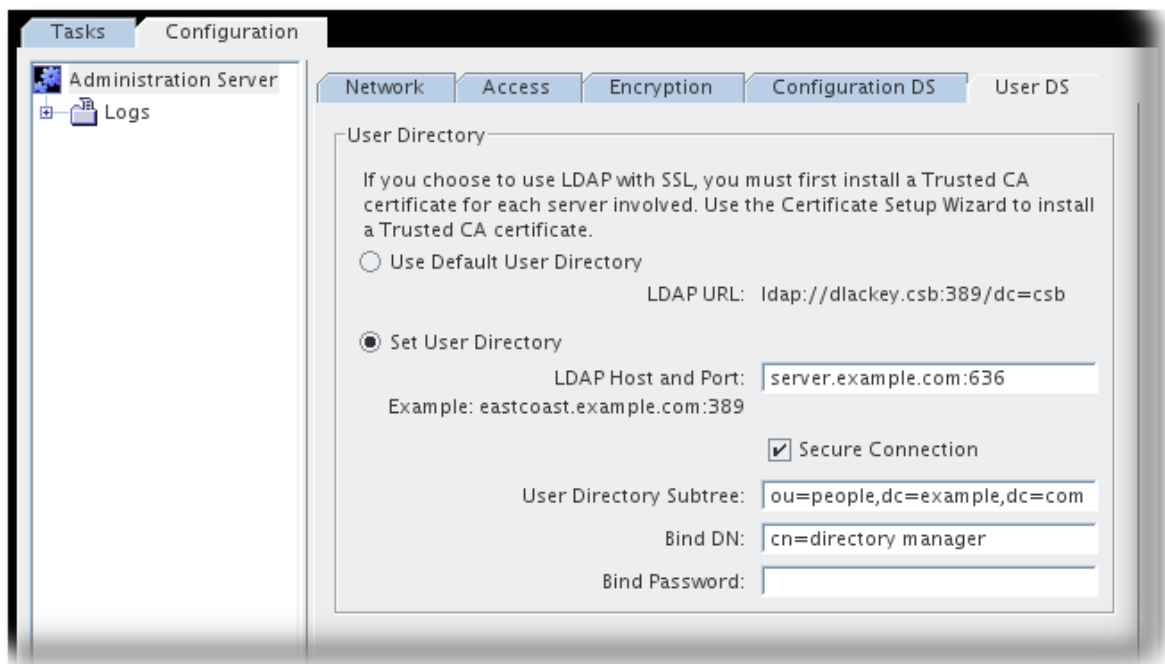 Tasks
Configuration
Administration Server
Logs
Network
Access
Encryption
Configuration DS
User DS
User Directory
If you choose to use LDAP with SSL, you must first install a Trusted CA
certificate for each server involved. Use the Certificate Setup Wizard to install
a Trusted CA certificate.
Use Default User Directory
LDAP URL: ldap://dlackey.csb:389/dc=csb
Set User Directory
LDAP Host and Port: server.example.com:636
Example: eastcoast.example.com:389
Secure Connection
User Directory Subtree: ou=people,dc=example,dc=com
Bind DN: cn=directory manager
Bind Password: